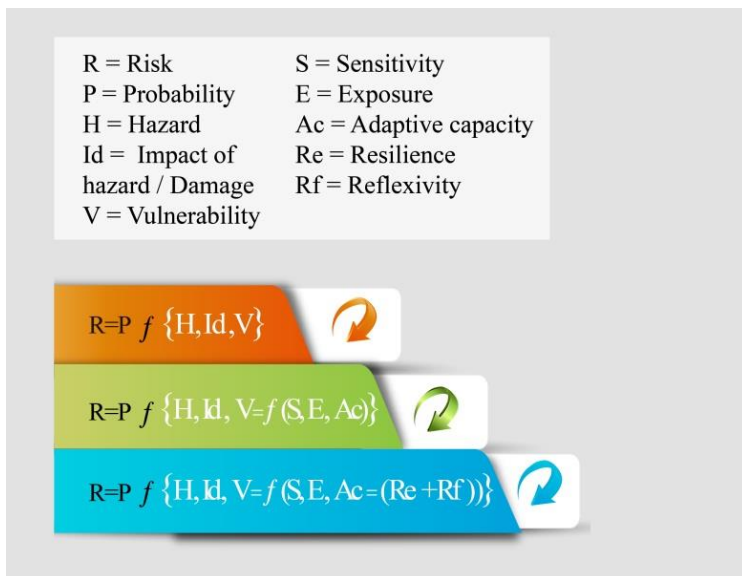 R = Risk
P = Probability
H = Hazard
Id = Impact of
hazard / Damage
V = Vulnerability
S = Sensitivity
E = Exposure
Ac = Adaptive capacity
Re = Resilience
Rf = Reflexivity
R=P f {H, Id, V}
R=P f {H, Id, V=f (S, E, Ac)}
R=P f {H, Id, V=f (S, E, Ac=(Re+Rf))}